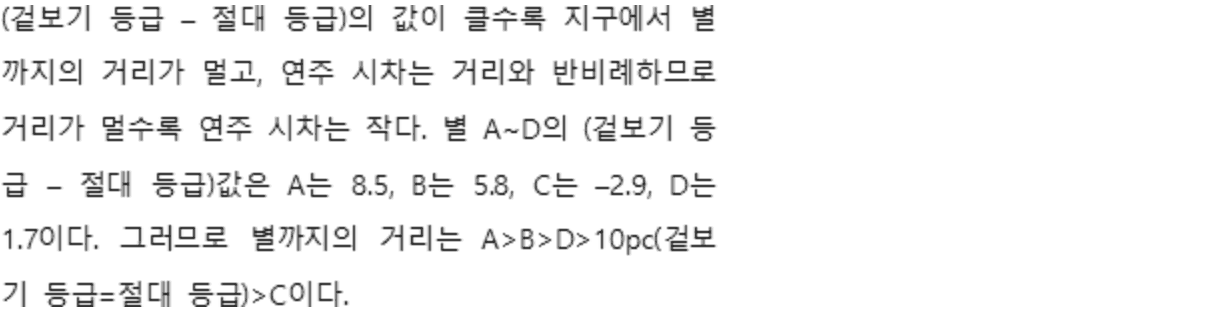 (겉보기 등급 – 절대 등급)의 값이 클수록 지구에서 별
까지의 거리가 멀고, 연주 시차는 거리와 반비례하므로
거리가 멀수록 연주 시차는 작다. 별 A~D의 (겉보기 등
급 – 절대 등급)값은 A는 8.5, B는 5.8, C는 –2.9, D는
1.7이다. 그러므로 별까지의 거리는 A>B>D>10pc(겉보
기 등급=절대 등급)>C이다.